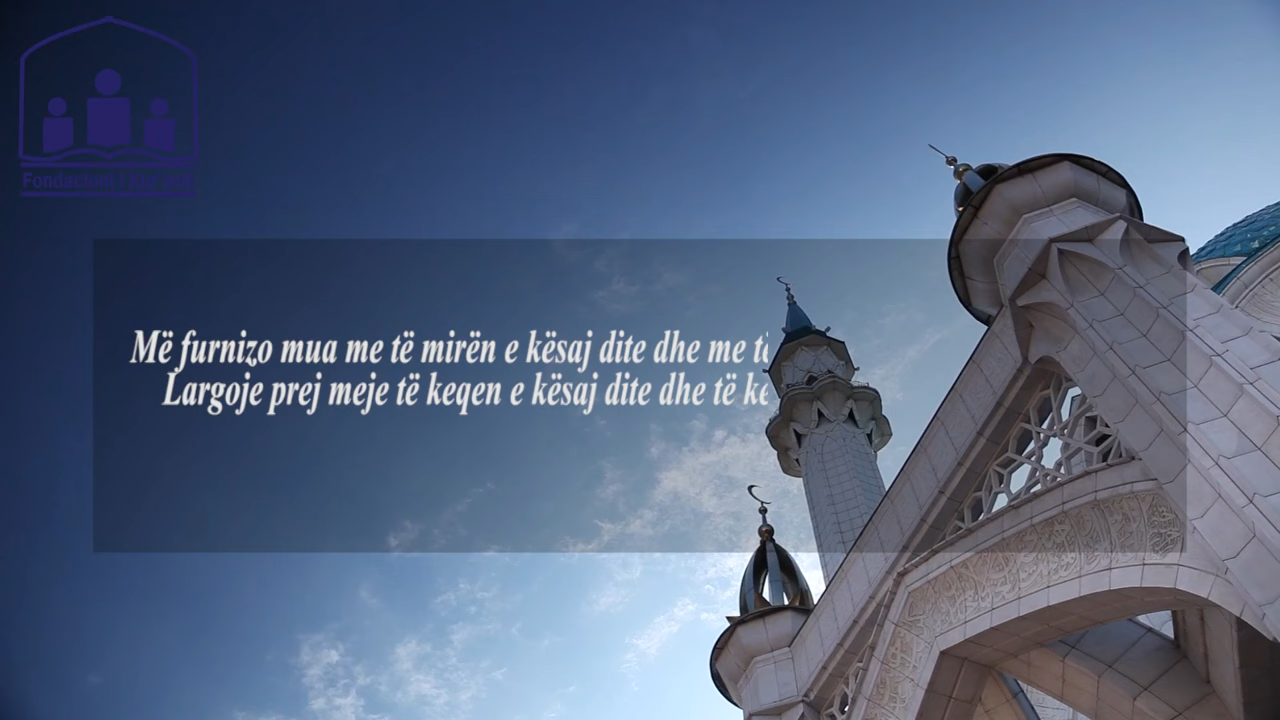 Fondacioni
Më furnizo mua me të mirën e kësaj dite dhe me
Largoje prej meje të keqen e kësaj dite dhe të